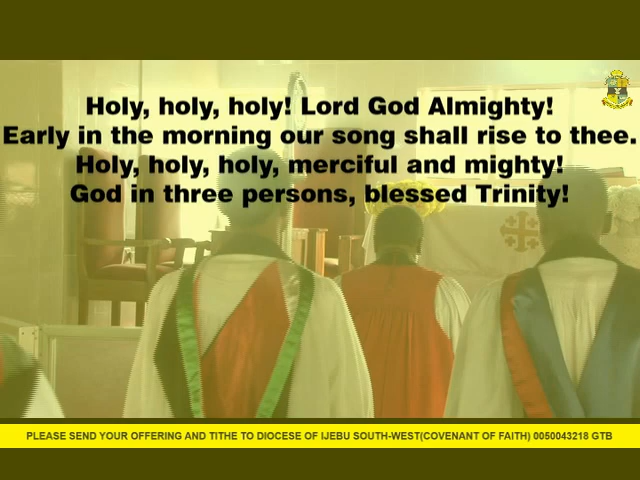 Holy, holy, holy! Lord God Almighty!
Early in the morning our song shall rise to thee.
Holy, holy, holy, merciful and mighty!
God in three persons, blessed Trinity!
PLEASE SEND YOUR OFFERING AND TITHE TO DIOCESE OF IJEBU SOUTH-WEST(COVENANT OF FAITH) 0050043218 GTB